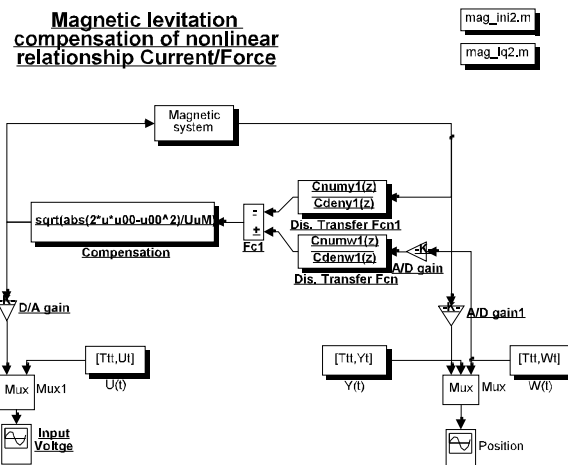 Magnetic levitation
compensation of nonlinear
relationship Current/Force
mag_ini2.m
mag_lq2.m
Magnetic
system
Cnumy1(z)
Cdeny1(z)
Dis. Transfer Fcn1
sqrt(abs(2*u*u00-u00^2)/UuM)
Compensation
-
+
Fc1
Cnumw1(z)
Cdenw1(z)
Dis. Transfer Fcn
-K-
A/D gain
-K-
D/A gain
-K-
A/D gain1
[Ttt,Ut]
U(t)
[Ttt,Yt]
Y(t)
[Ttt,Wt]
W(t)
Mux
Mux1
Mux
Mux
Input
Voltge
Position